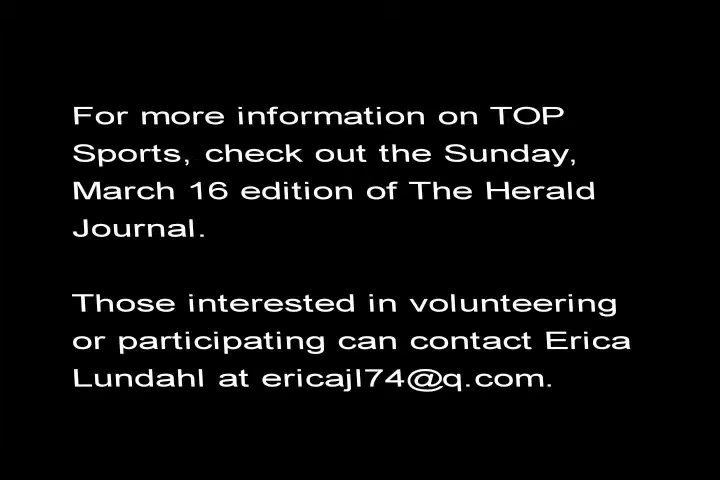 For more information on TOP
Sports, check out the Sunday,
March 16 edition of The Herald
Journal.
Those interested in volunteering
or participating can contact Erica
Lundahl at ericajl74@q.com.